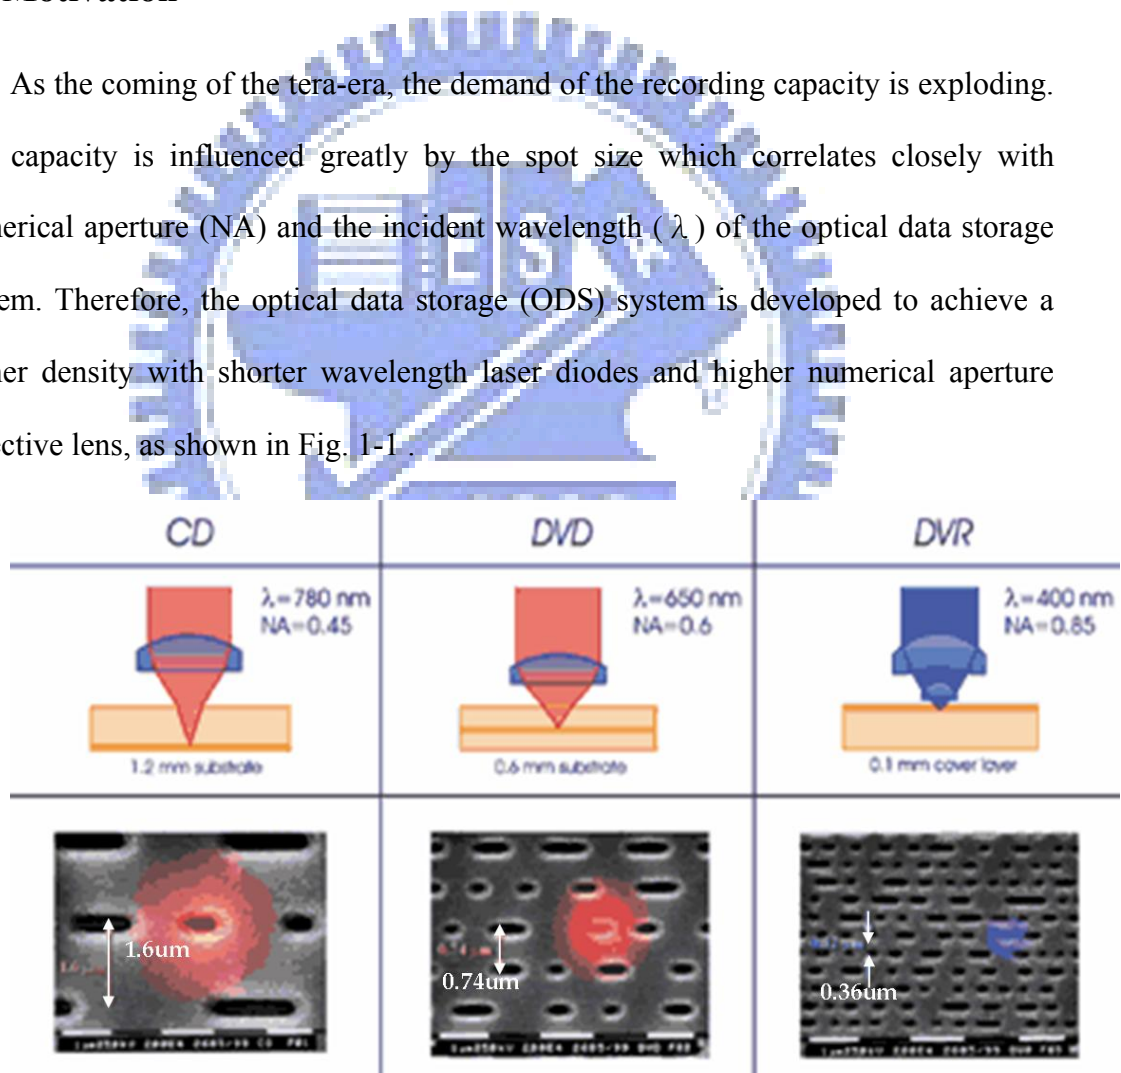 As the coming of the tera-era, the demand of the recording capacity is exploding.
capacity is influenced greatly by the spot size which correlates closely with
erical aperture (NA) and the incident wavelength ( λ ) of the optical data storage
em. Therefore, the optical data storage (ODS) system is developed to achieve a
er density with shorter wavelength laser diodes and higher numerical aperture
ective lens, as shown in Fig. 1-1 .
CD DVD DVR
λ=780 nm λ=650 nm λ=400 nm
NA=0.45 NA=0.6 NA=0.85
1.2 mm substrate 0.6 mm substrate 0.1 mm cover layer
1.6um 0.74um 0.36um